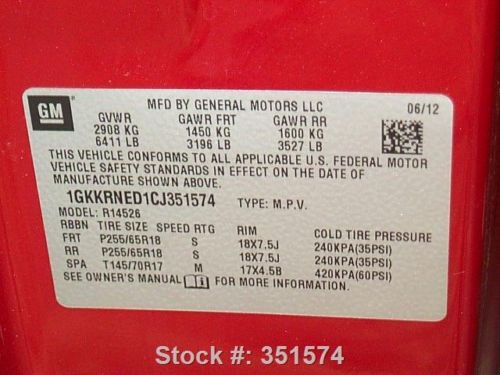 GM
MFD BY GENERAL MOTORS LLC 06/12
GVWR GAWR FRT GAWR RR
2908 KG 1450 KG 1600 KG
6411 LB 3196 LB 3527 LB
THIS VEHICLE CONFORMS TO ALL APPLICABLE U.S. FEDERAL MOTOR
VEHICLE SAFETY STANDARDS IN EFFECT ON THE DATE OF
MANUFACTURE SHOWN ABOVE.
1GKKRNED1CJ351574 TYPE: M.P.V.
MODEL: R14526
RBBN TIRE SIZE SPEED RTG RIM COLD TIRE PRESSURE
FRT P255/65R18 S 18X7.5J 240KPA(35PSI)
RR P255/65R18 S 18X7.5J 240KPA(35PSI)
SPA T145/70R17 M 17X4.5B 420KPA(60PSI)
SEE OWNER'S MANUAL FOR MORE INFORMATION.
Stock #: 351574